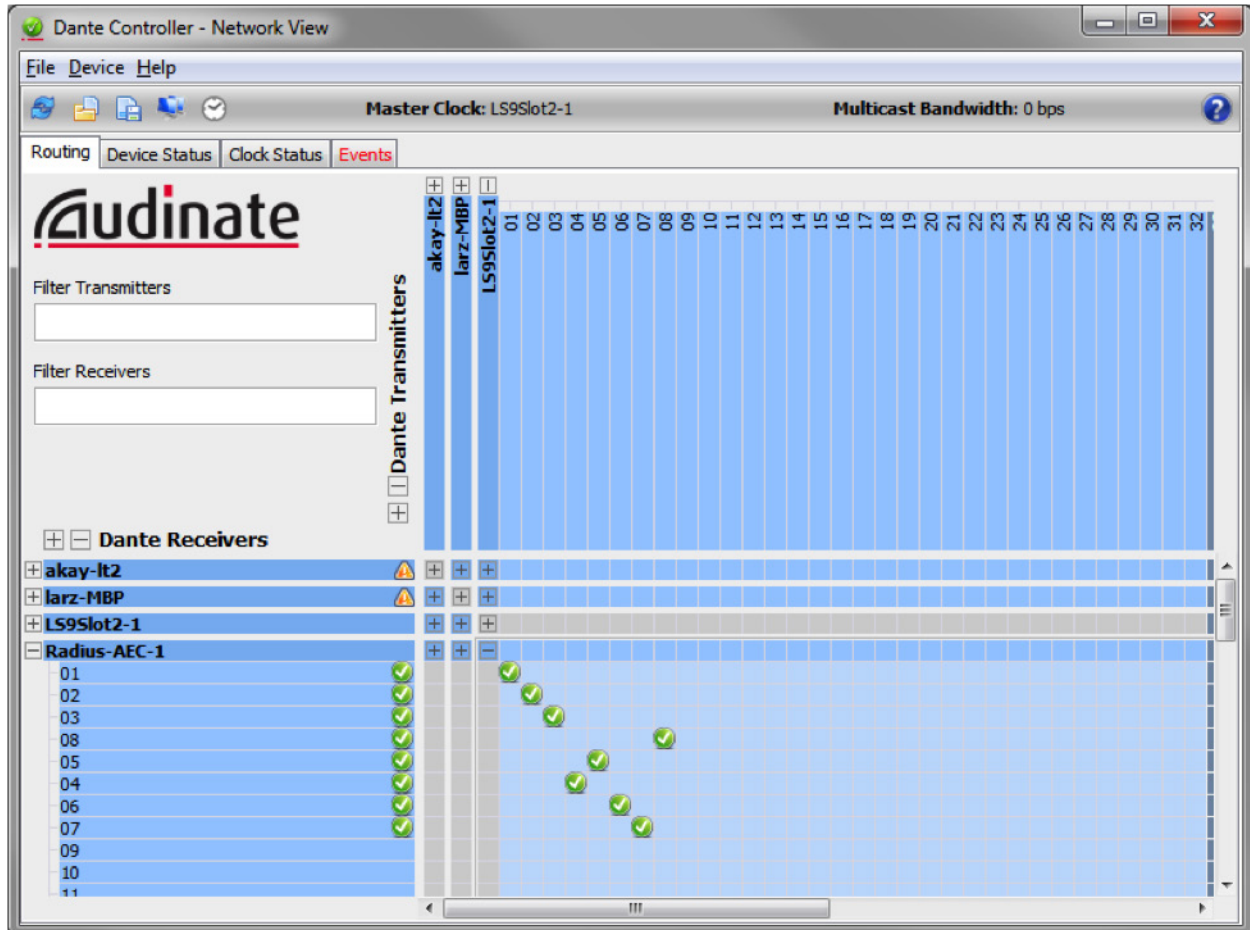 Dante Controller - Network View
File Device Help
Master Clock: LS9Slot2-1
Multicast Bandwidth: 0 bps
Routing Device Status Clock Status Events
Audinate
Filter Transmitters
Filter Receivers
Dante Transmitters
akay-lt2
larz-MBP
LS9Slot2-1
01 02 03 04 05 06 07 08 09 10 11 12 13 14 15 16 17 18 19 20 21 22 23 24 25 26 27 28 29 30 31 32
Dante Receivers
akay-lt2
larz-MBP
LS9Slot2-1
Radius-AEC-1
01
02
03
08
05
04
06
07
09
10
11